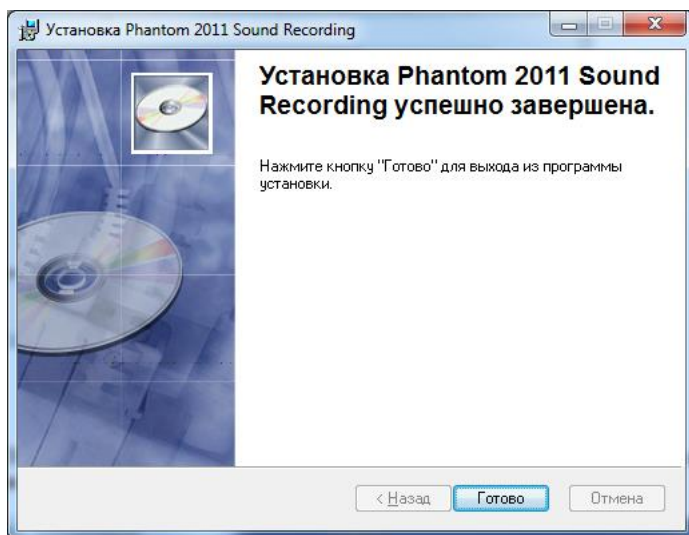 Установка Phantom 2011 Sound Recording
Установка Phantom 2011 Sound
Recording успешно завершена.
Нажмите кнопку "Готово" для выхода из программы
установки.
< Назад
Готово
Отмена